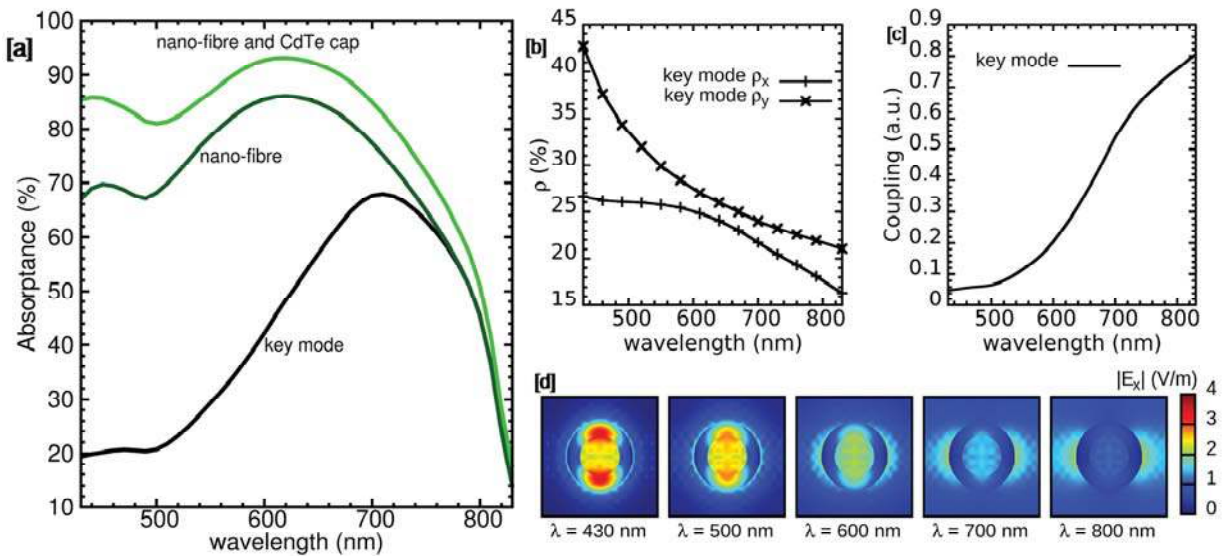 [a]
Absorptance (%)
100
90
80
70
60
50
40
30
20
10
nano-fibre and CdTe cap
nano-fibre
key mode
500 600 700 800
wavelength (nm)
[b]
ρ (%)
45
40
35
30
25
20
15
key mode ρx
key mode ρy
500 600 700 800
wavelength (nm)
[c]
Coupling (a.u.)
0.9
0.8
0.7
0.6
0.5
0.4
0.3
0.2
0.1
0
key mode
500 600 700 800
wavelength (nm)
[d]
|Ex| (V/m)
4
3
2
1
0
λ = 430 nm λ = 500 nm λ = 600 nm λ = 700 nm λ = 800 nm